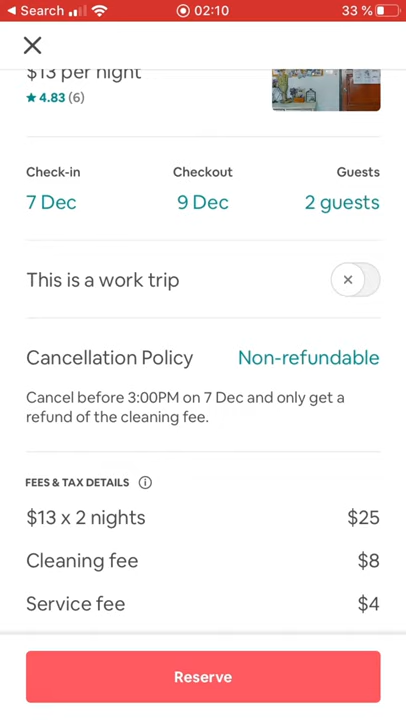 Search 02:10 33 %
$13 per night
4.83 (6)
Check-in Checkout Guests
7 Dec 9 Dec 2 guests
This is a work trip
Cancellation Policy Non-refundable
Cancel before 3:00PM on 7 Dec and only get a
refund of the cleaning fee.
FEES & TAX DETAILS
$13 x 2 nights $25
Cleaning fee $8
Service fee $4
Reserve